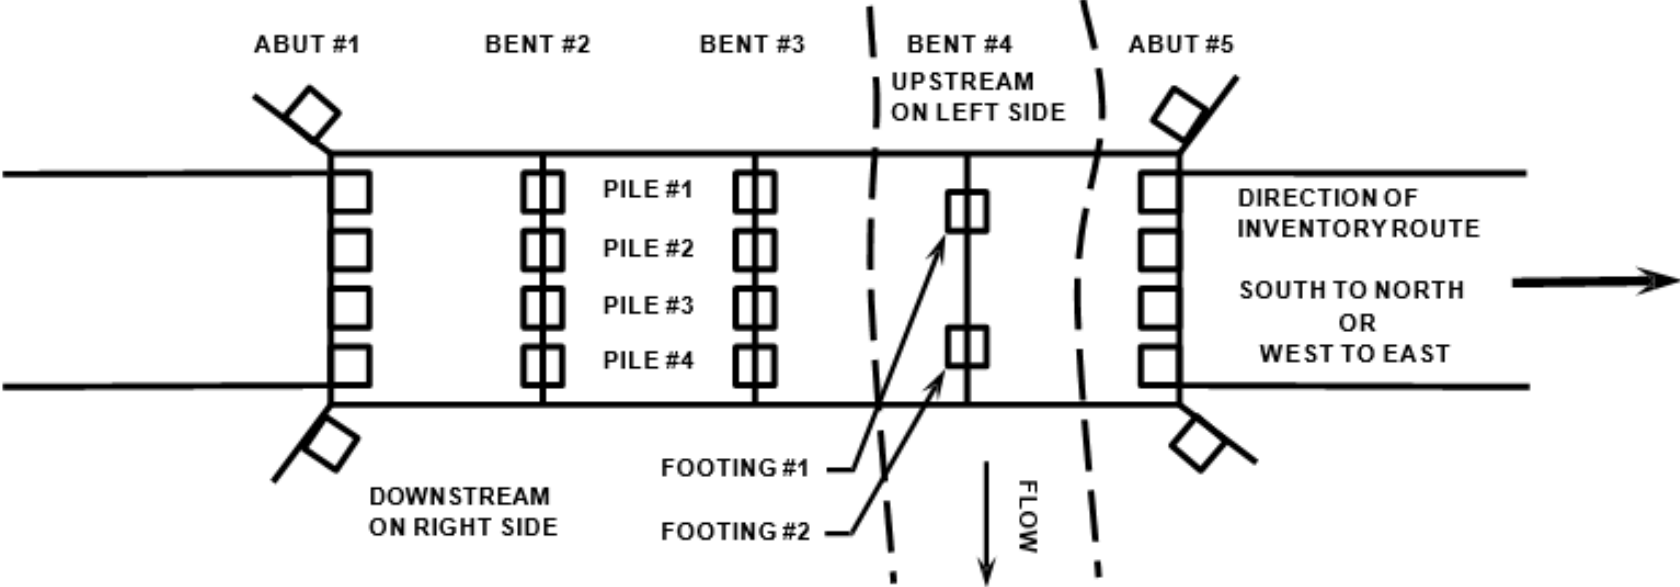 ABUT #1
BENT #2
BENT #3
BENT #4
ABUT #5
UPSTREAM
ON LEFT SIDE
PILE #1
PILE #2
PILE #3
PILE #4
DIRECTION OF
INVENTORY ROUTE
SOUTH TO NORTH
OR
WEST TO EAST
FOOTING #1
FOOTING #2
DOWNSTREAM
ON RIGHT SIDE
FLOW